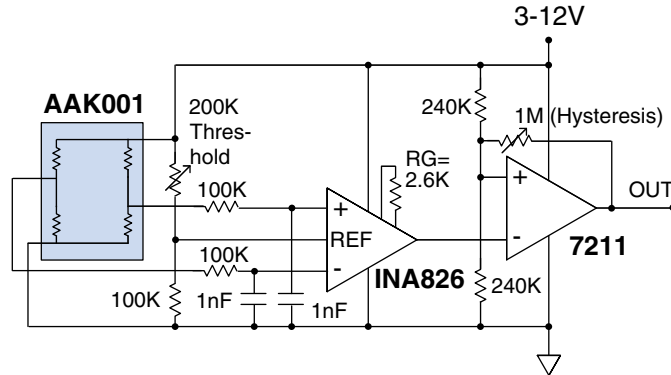 3-12V
AAK001
200K
Thres-
hold
240K
1M (Hysteresis)
RG=
2.6K
100K
+
REF
-
INA826
+
-
7211
OUT
100K
100K
1nF
1nF
240K